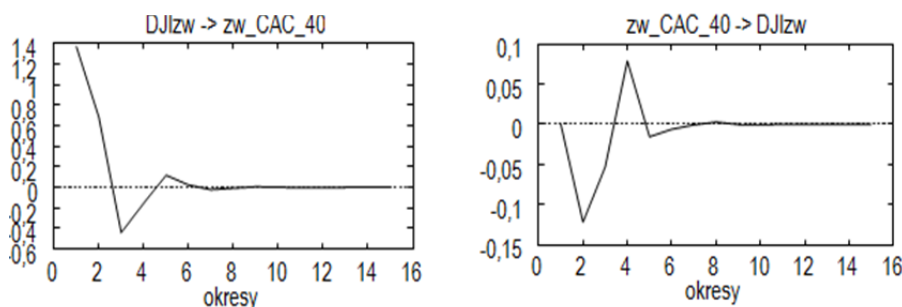 DJIzw -> zw_CAC_40
1,4
1,2
1
0,8
0,6
0,4
0,2
0
-0,2
-0,4
-0,6
0 2 4 6 8 10 12 14 16
okresy
zw_CAC_40 -> DJIzw
0,1
0,05
0
-0,05
-0,1
-0,15
0 2 4 6 8 10 12 14 16
okresy